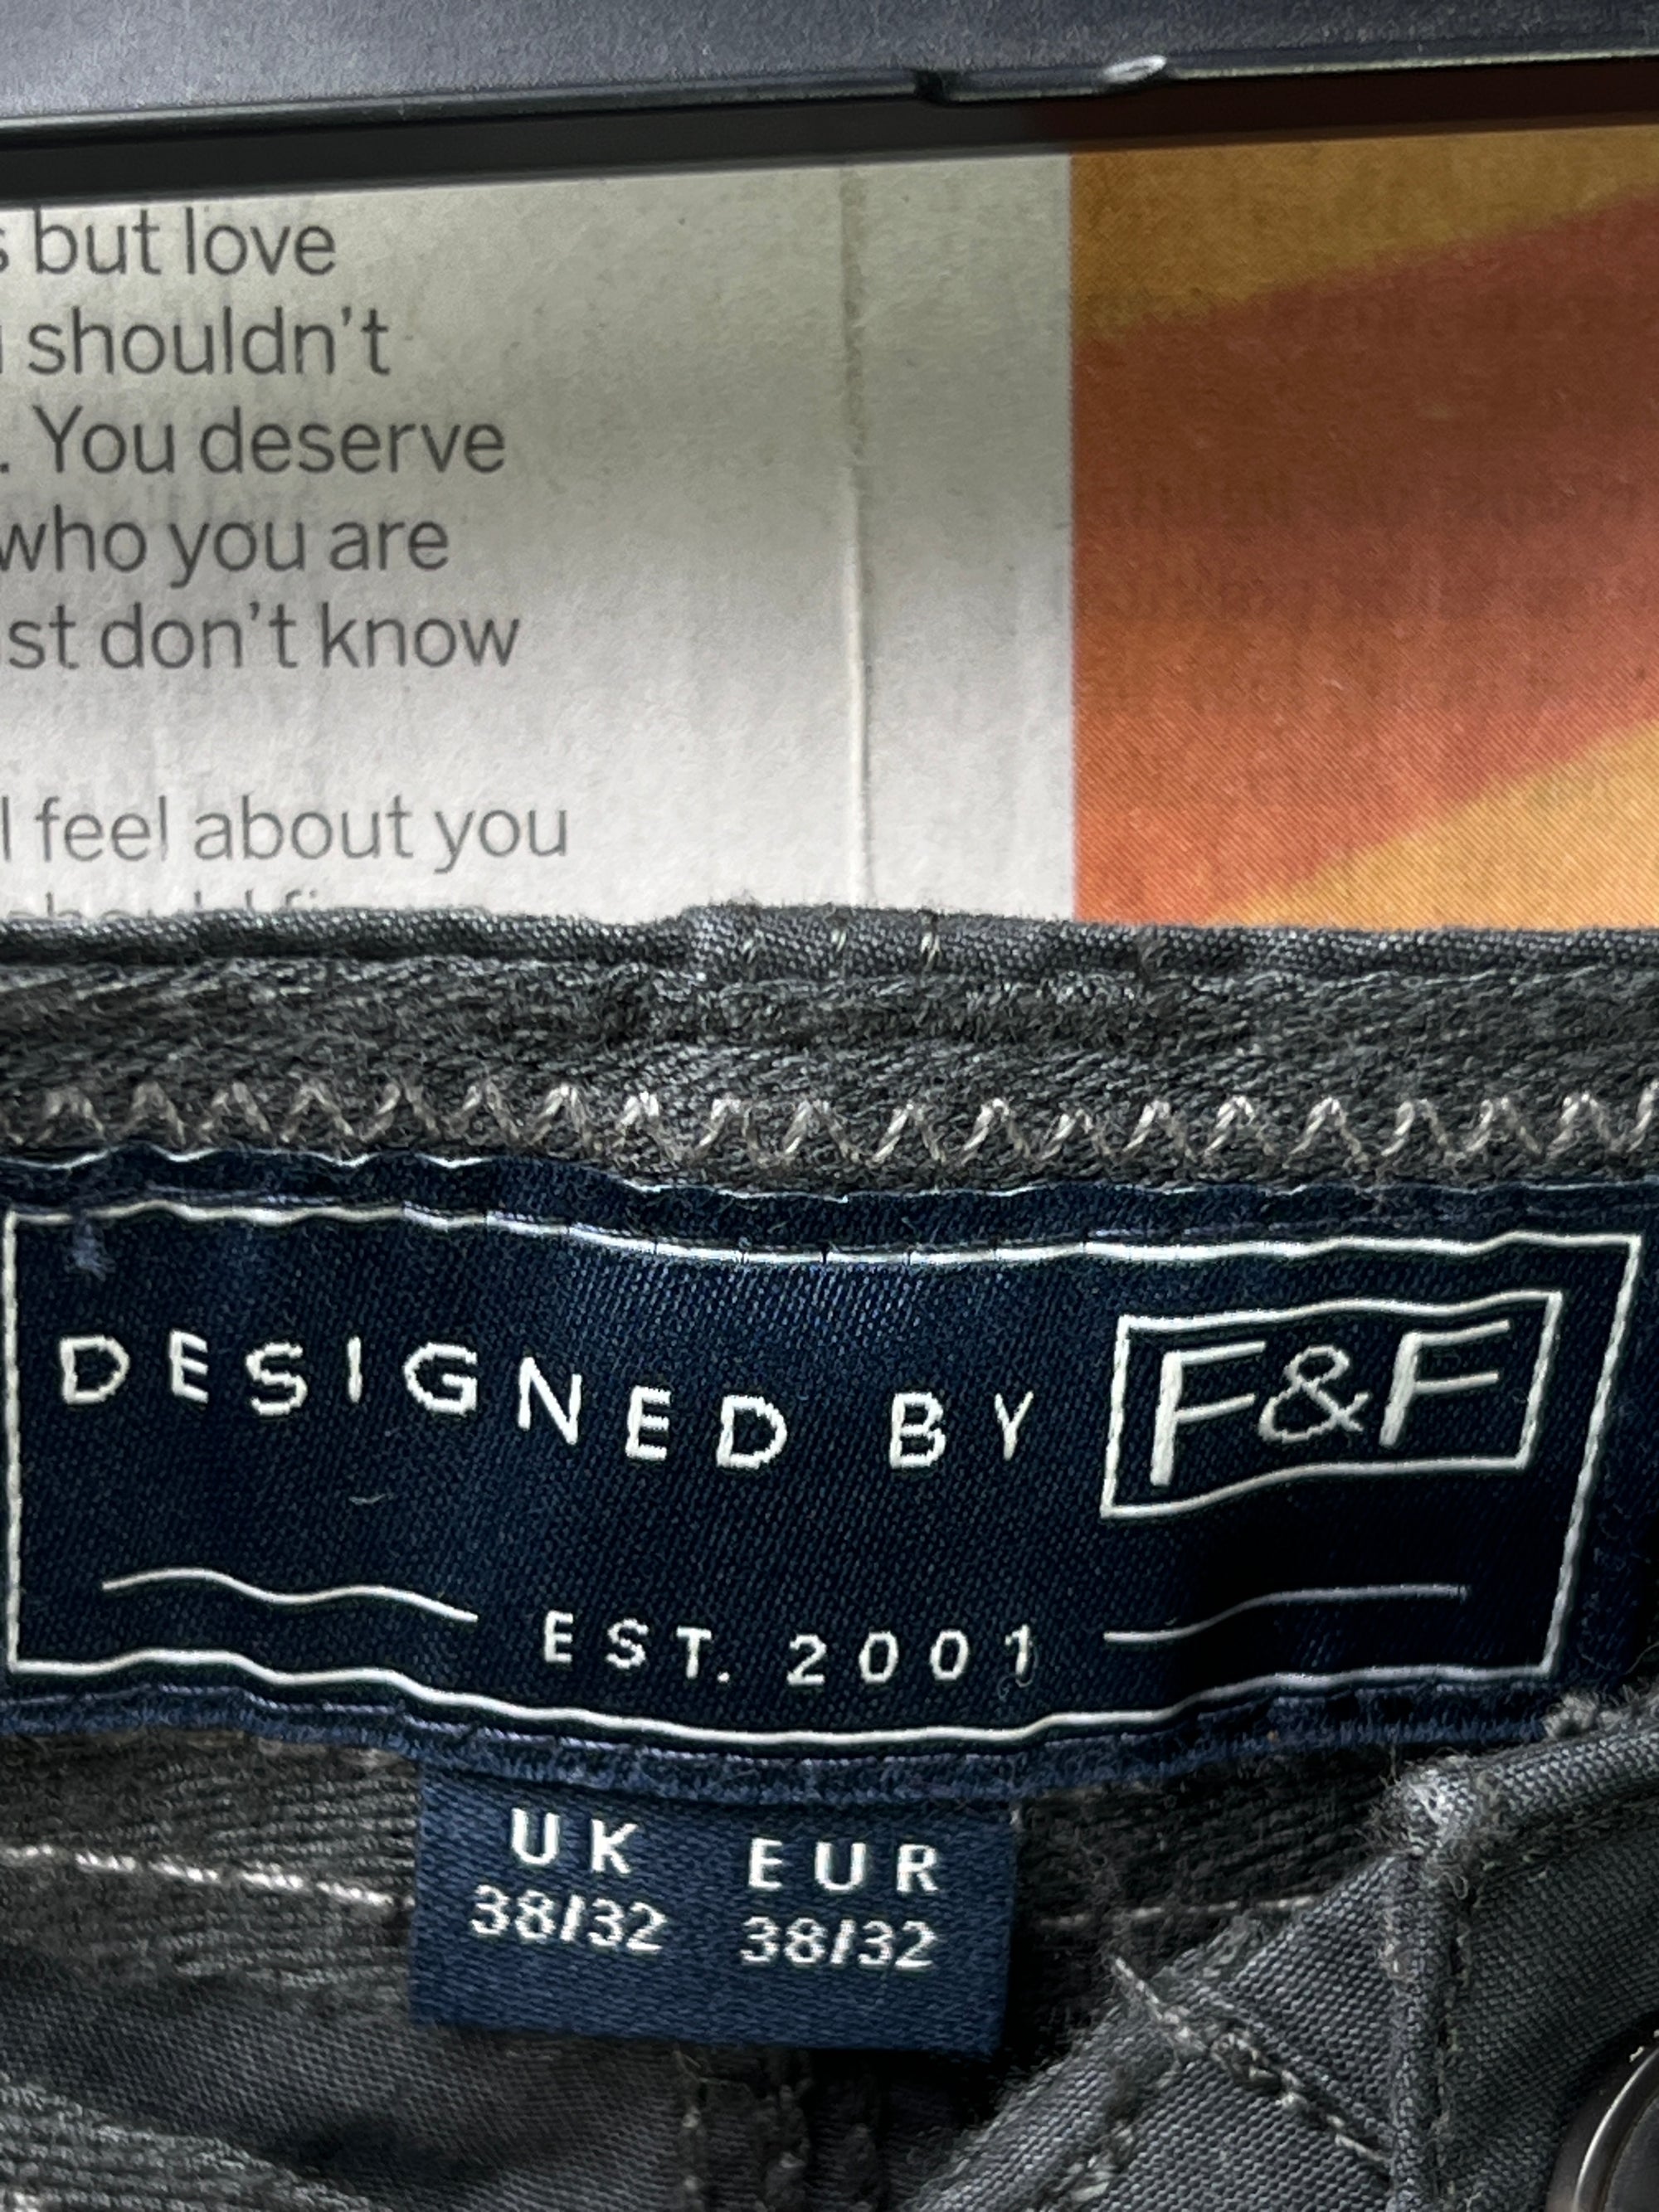 but love
shouldn't
. You deserve
who you are
don't know
feel about you
DESIGNED BY F&F
EST. 2001
UK EUR
38/32 38/32